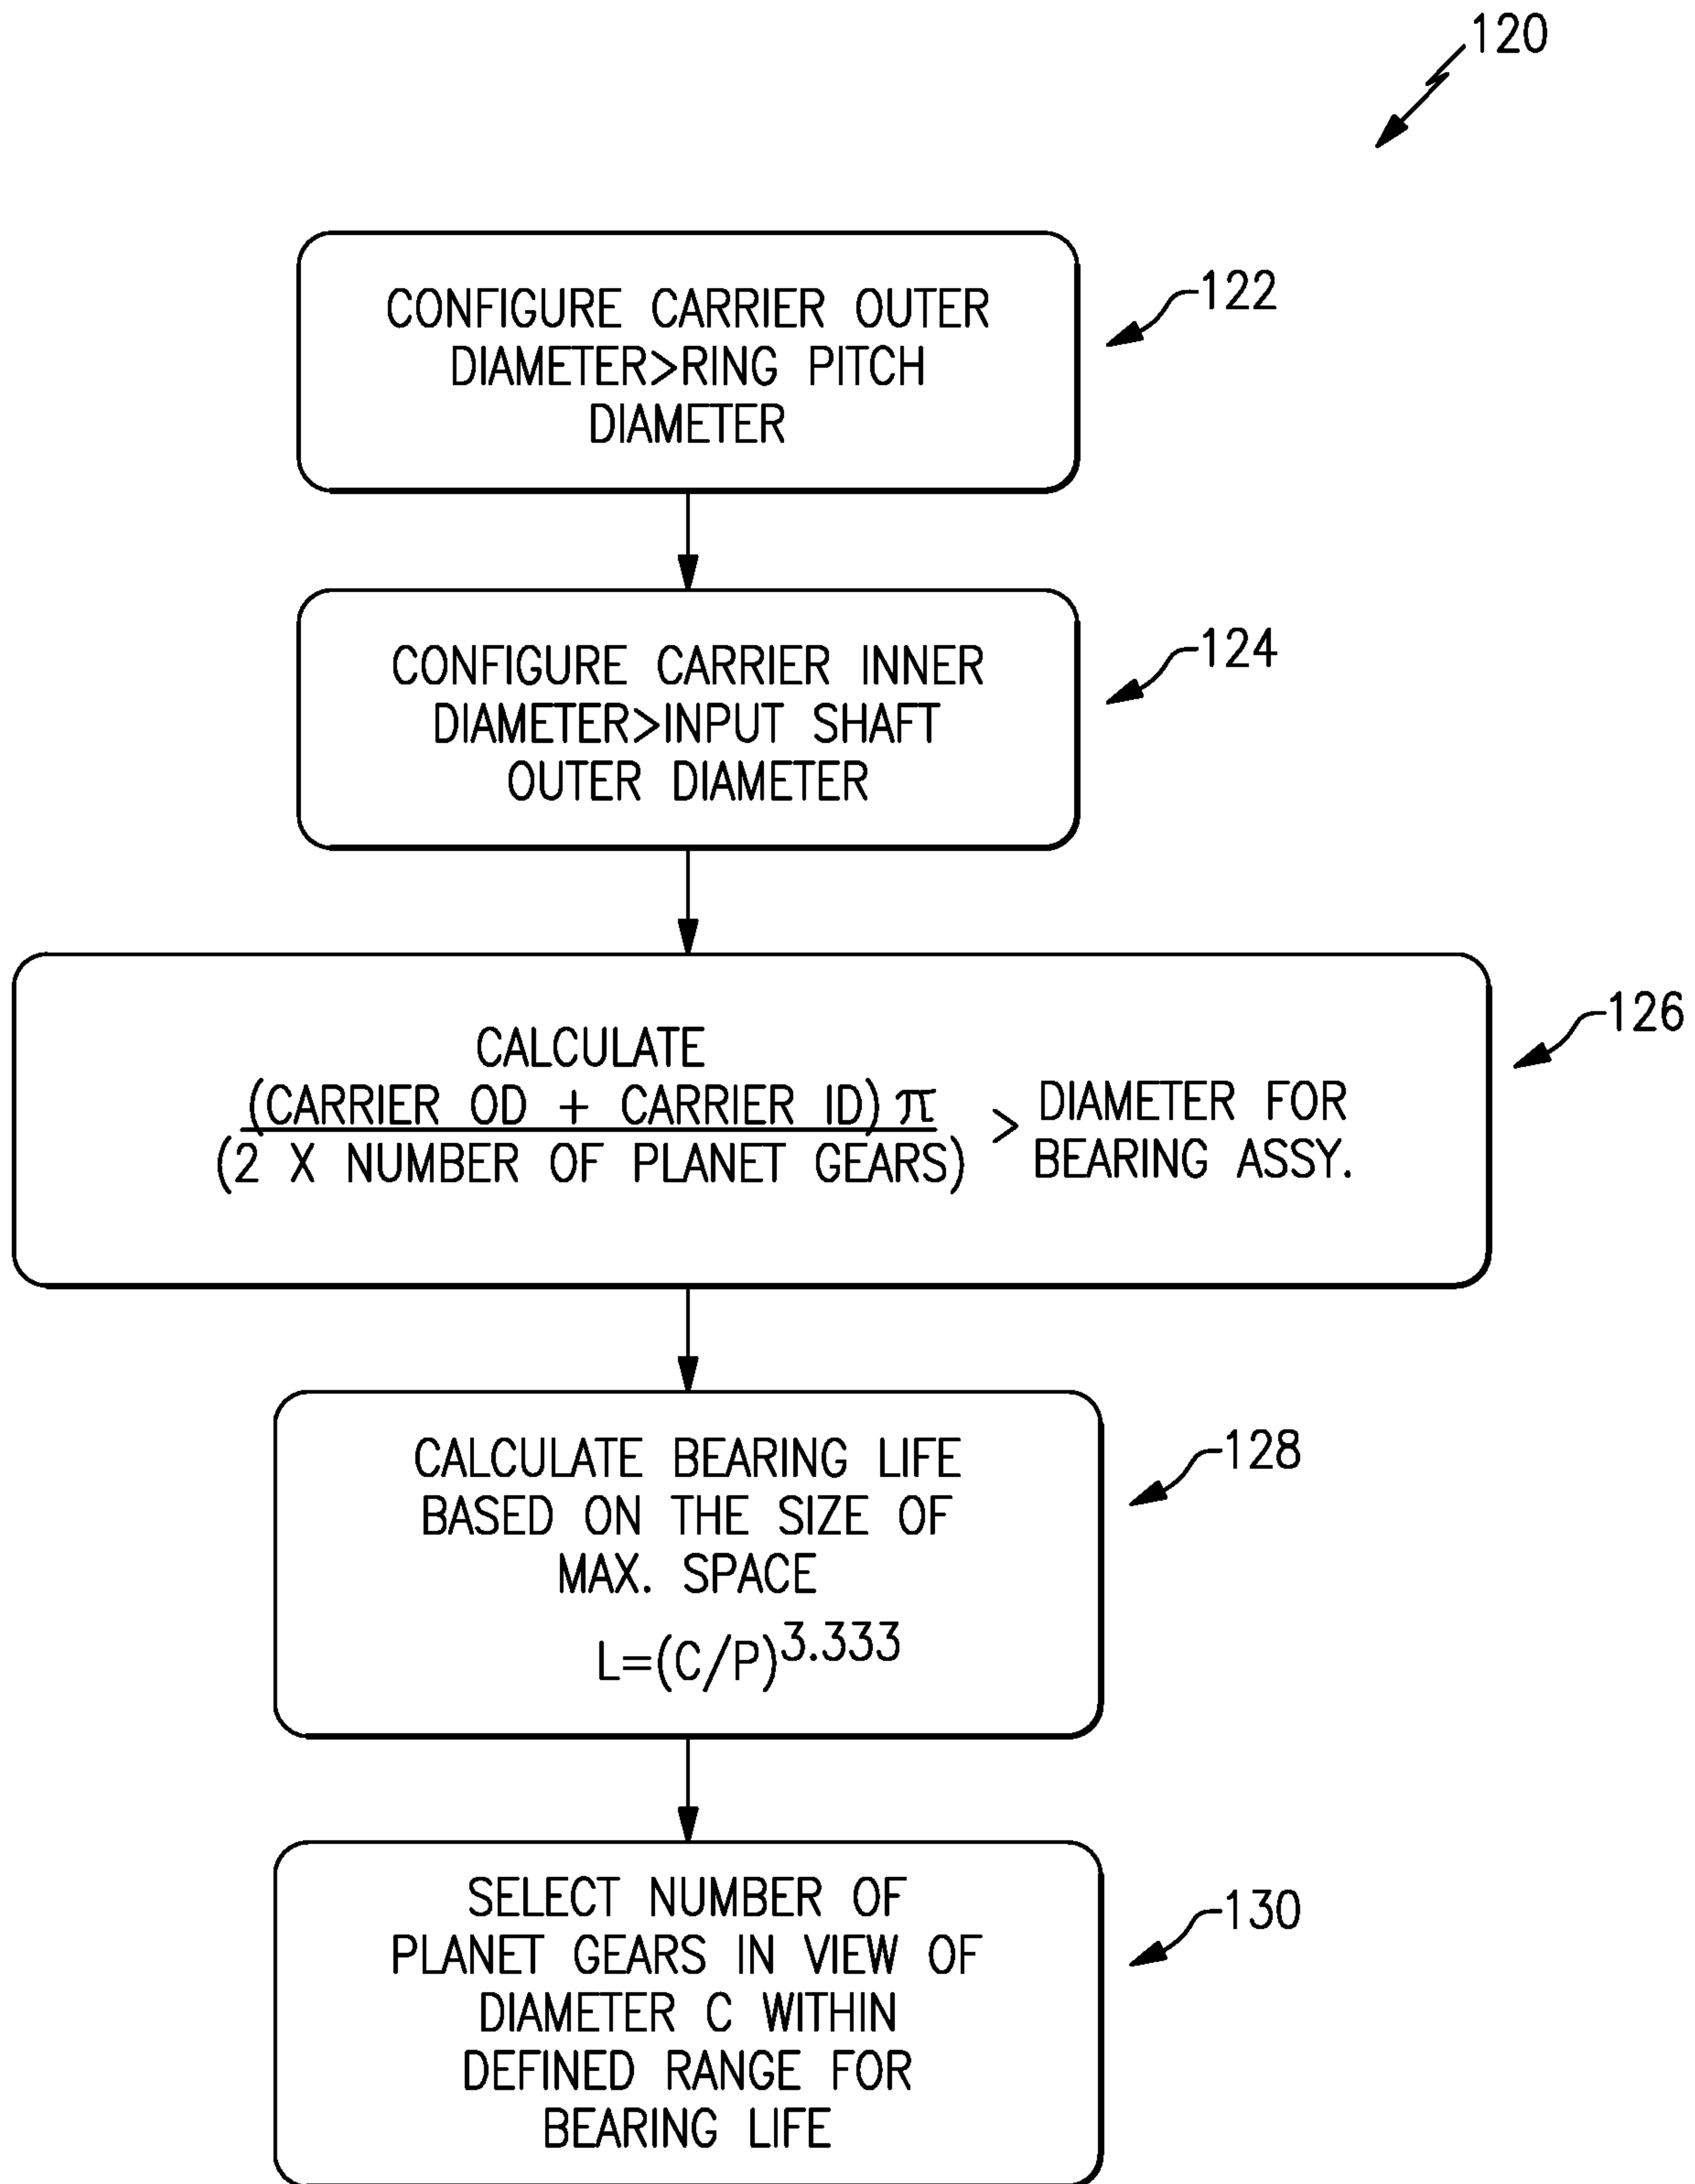 120
CONFIGURE CARRIER OUTER
DIAMETER>RING PITCH
DIAMETER
122
CONFIGURE CARRIER INNER
DIAMETER>INPUT SHAFT
OUTER DIAMETER
124
CALCULATE
(CARRIER OD + CARRIER ID) π
(2 X NUMBER OF PLANET GEARS)
> DIAMETER FOR
BEARING ASSY.
126
CALCULATE BEARING LIFE
BASED ON THE SIZE OF
MAX. SPACE
L=(C/P)^3.333
128
SELECT NUMBER OF
PLANET GEARS IN VIEW OF
DIAMETER C WITHIN
DEFINED RANGE FOR
BEARING LIFE
130